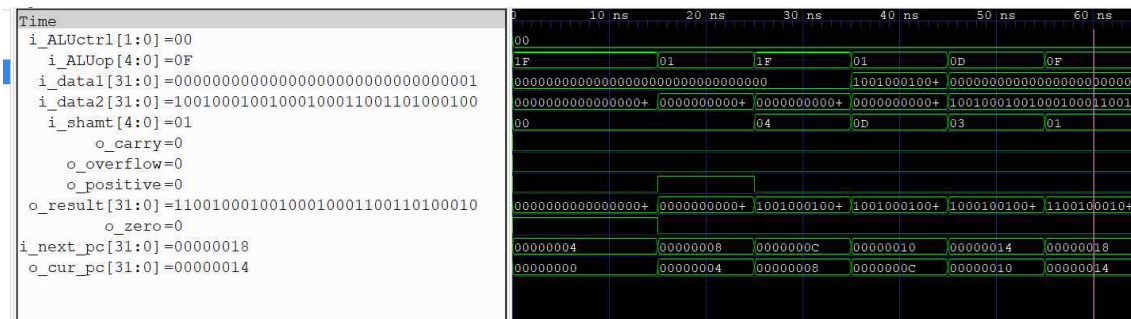 Time
0 10 ns 20 ns 30 ns 40 ns 50 ns 60 ns
i_ALUctrl[1:0]=00 00
i_ALUop[4:0]=0F 1F 01 1F 01 0D 0F
i_data1[31:0]=00000000000000000000000000000001 00000000000000000000000000000000 1001000100+ 00000000000000000000000
i_data2[31:0]=10010001001000100011001101000100 0000000000000000+ 0000000000+ 0000000000+ 0000000000+ 10010001001000100011001
i_shamt[4:0]=01 00 04 0D 03 01
o_carry=0
o_overflow=0
o_positive=0
o_result[31:0]=11001000100100010001100110100010 0000000000000000+ 0000000000+ 1001000100+ 1001000100+ 1000100100+ 1100100010+
o_zero=0
i_next_pc[31:0]=00000018 00000004 00000008 0000000C 00000010 00000014 00000018
o_cur_pc[31:0]=00000014 00000000 00000004 00000008 0000000C 00000010 00000014